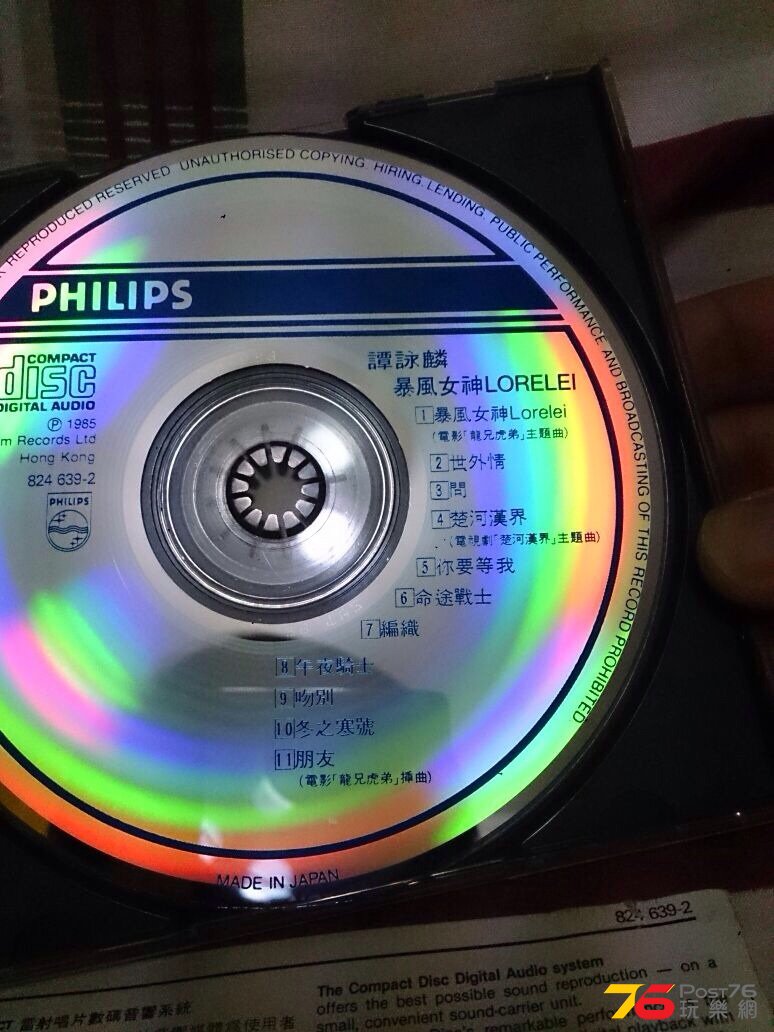 REPRODUCED RESERVED UNAUTHORISED COPYING. HIRING. LENDING. PUBLIC PERFORMANCE AND BROADCASTING OF THIS RECORD PROHIBITED
PHILIPS
COMPACT
disc
DIGITAL AUDIO
Ⓟ 1985
Records Ltd
Hong Kong
824 639-2
PHILIPS
譚詠麟
暴風女神LORELEI
1 暴風女神Lorelei
(電影「龍兄虎弟」主題曲)
2 世外情
3 問
4 楚河漢界
(電視劇「楚河漢界」主題曲)
5 你要等我
6 命途戰士
7 編織
8 午夜騎士
9 吻別
10 冬之寒號
11 朋友
(電影「龍兄虎弟」插曲)
MADE IN JAPAN
824 639-2
The Compact Disc Digital Audio system
offers the best possible sound reproduction — on a
small, convenient sound-carrier unit.
remarkable
雷射唱片數碼音響系統
Post76
玩樂網